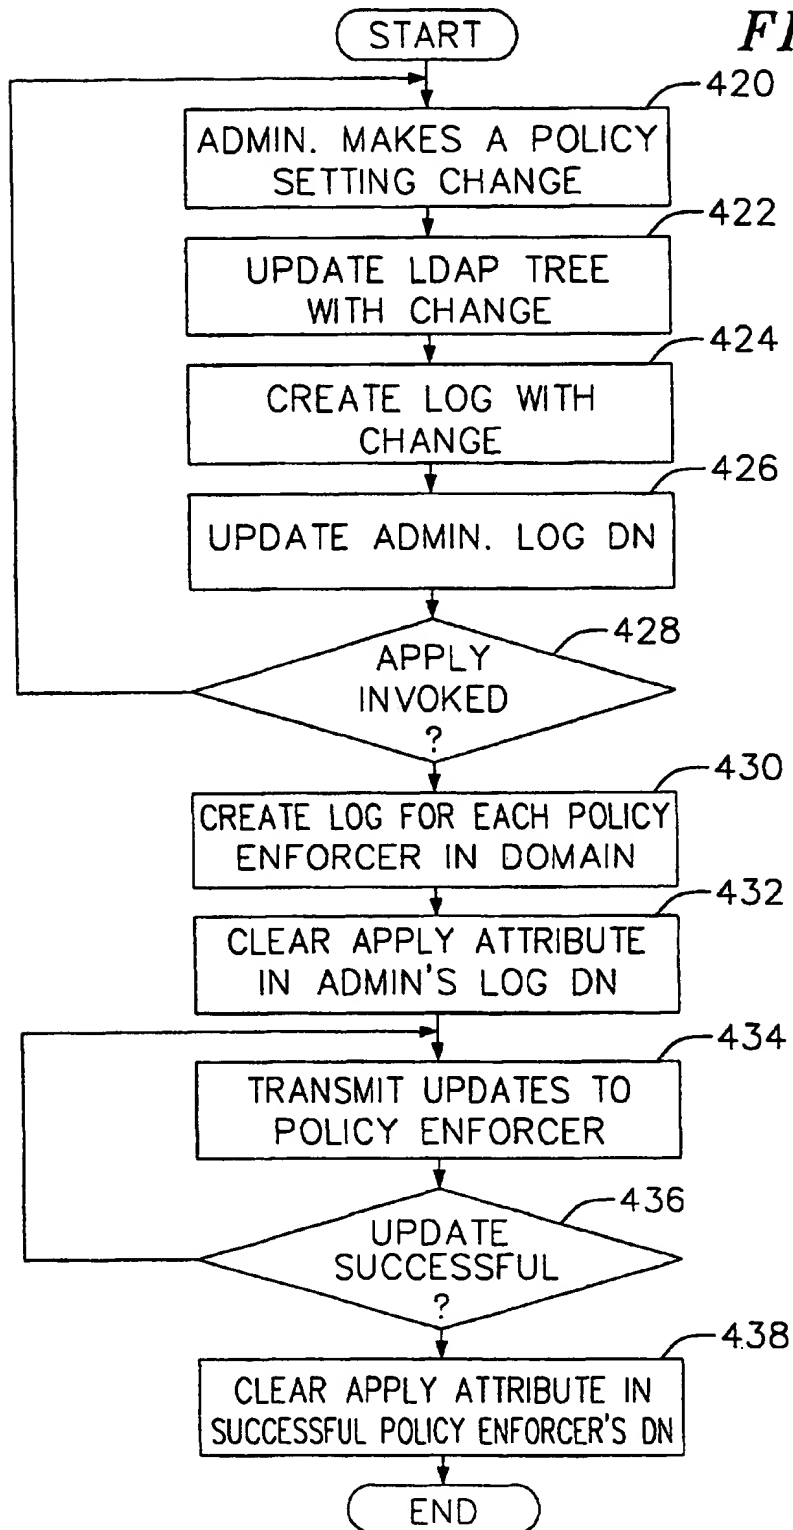 START
FI
420
ADMIN. MAKES A POLICY
SETTING CHANGE
422
UPDATE LDAP TREE
WITH CHANGE
424
CREATE LOG WITH
CHANGE
426
UPDATE ADMIN. LOG DN
428
APPLY
INVOKED
?
430
CREATE LOG FOR EACH POLICY
ENFORCER IN DOMAIN
432
CLEAR APPLY ATTRIBUTE
IN ADMIN'S LOG DN
434
TRANSMIT UPDATES TO
POLICY ENFORCER
436
UPDATE
SUCCESSFUL
?
438
CLEAR APPLY ATTRIBUTE IN
SUCCESSFUL POLICY ENFORCER'S DN
END